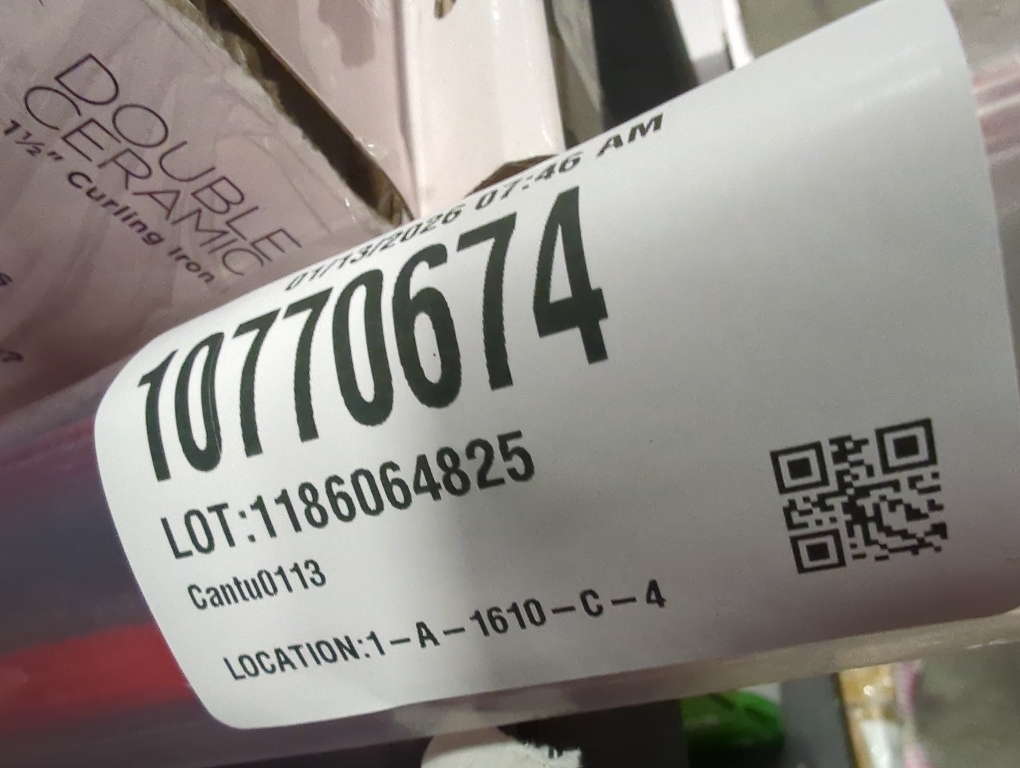 DOUBLE
CERAMIC
1½" Curling Iron
01/13/2026 07:46 AM
10770674
LOT:1186064825
Cantu0113
LOCATION:1-A-1610-C-4